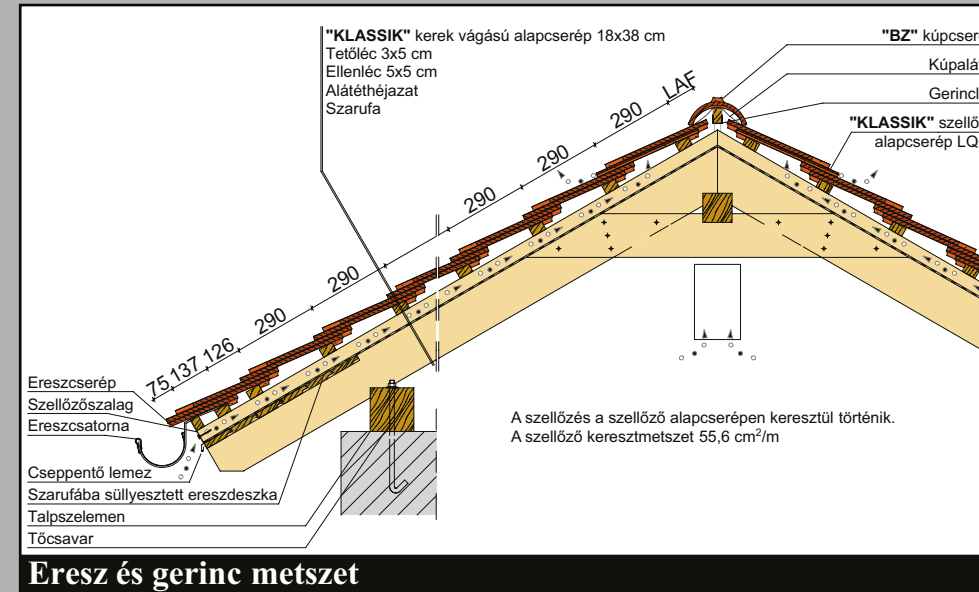 "KLASSIK" kerek vágású alapcserép 18x38 cm
Tetőléc 3x5 cm
Ellenléc 5x5 cm
Alátéthéjazat
Szarufa
"BZ" kúpcser
Kúpalá
Gerincl
"KLASSIK" szellő
alapcserép LQ
LAF
290
290
290
290
290
290
126
137
75
Ereszcserép
Szellőzőszalag
Ereszcsatorna
Cseppentő lemez
Szarufába süllyesztett ereszdeszka
Talpszelemen
Tőcsavar
A szellőzés a szellőző alapcserépen keresztül történik.
A szellőző keresztmetszet 55,6 cm²/m
Eresz és gerinc metszet